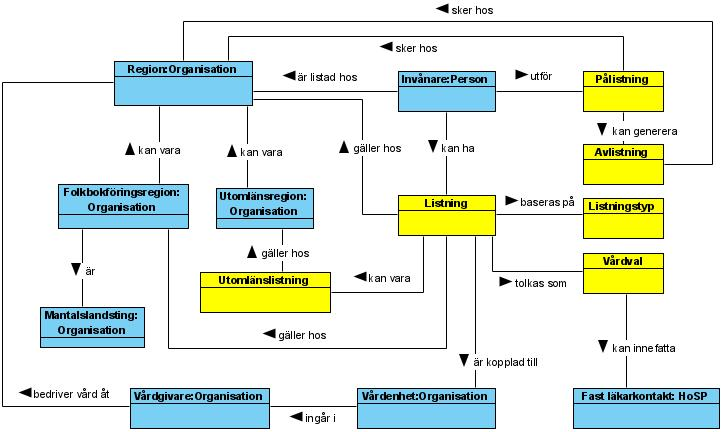 sker hos
sker hos
Region:Organisation
är listad hos
Invånare:Person
utför
Pålistning
kan vara
kan vara
gäller hos
kan ha
kan generera
Avlistning
Folkbokföringsregion:
Organisation
Utomlänsregion:
Organisation
Listning
baseras på
Listningstyp
är
gäller hos
Vårdval
Utomlänslistning
kan vara
tolkas som
Mantalslandsting:
Organisation
gäller hos
är kopplad till
kan innefatta
bedriver vård åt
Vårdgivare:Organisation
ingår i
Vårdenhet:Organisation
Fast läkarkontakt: HoSP